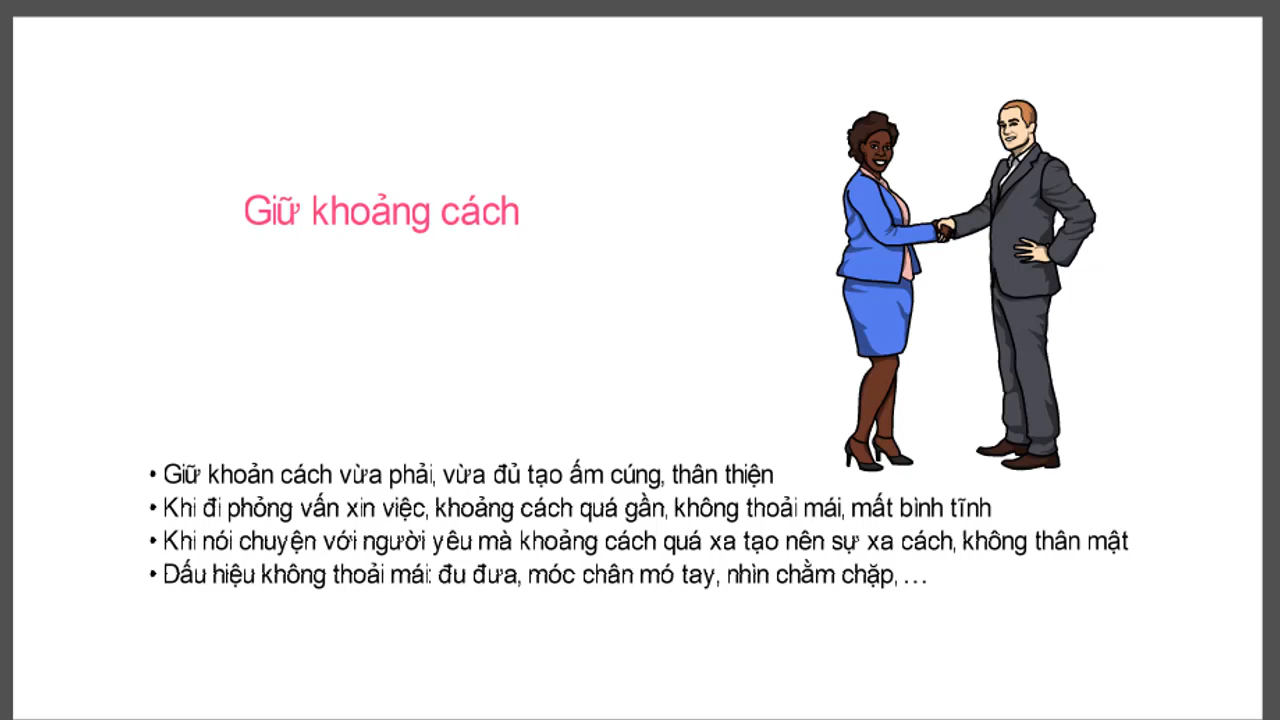 Giữ khoảng cách
• Giữ khoản cách vừa phải, vừa đủ tạo ấm cúng, thân thiện
• Khi đi phỏng vấn xin việc, khoảng cách quá gần, không thoải mái, mất bình tĩnh
• Khi nói chuyện với người yêu mà khoảng cách quá xa tạo nên sự xa cách, không thân mật
• Dấu hiệu không thoải mái: đu đưa, móc chân mó tay, nhìn chằm chặp, …